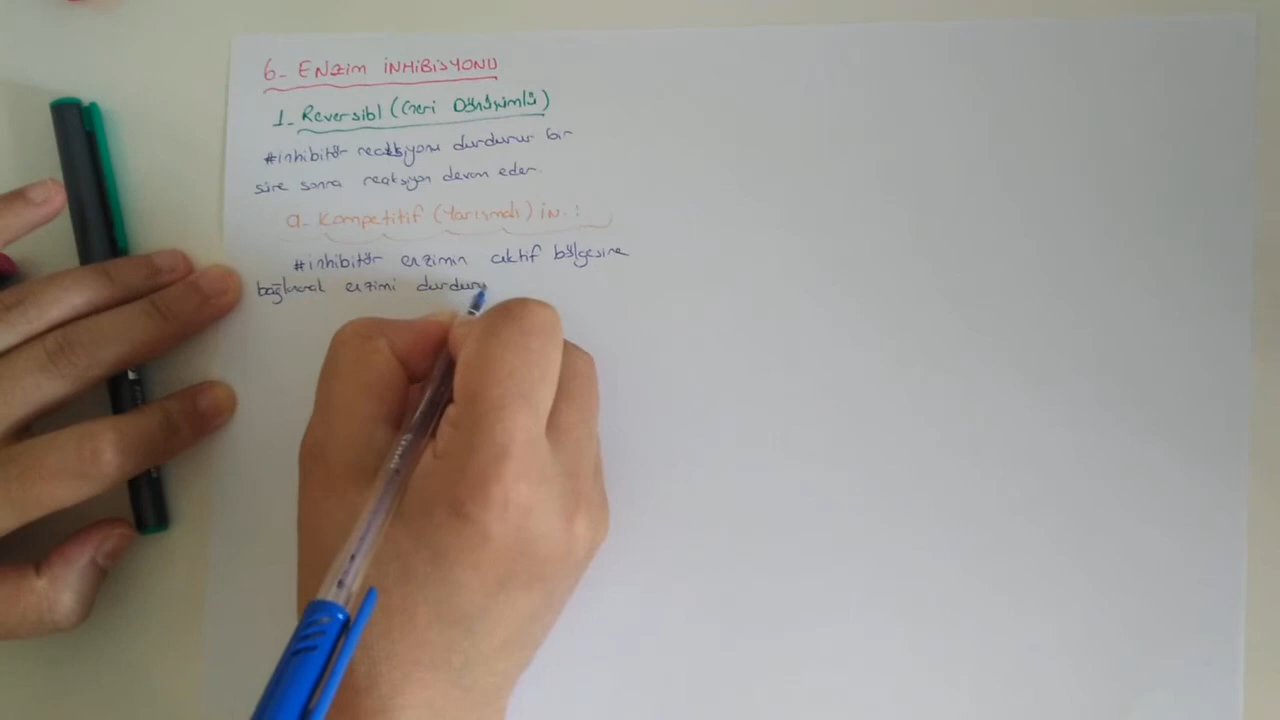 6- ENZİM İNHİBİSYONU
1- Reversibl (Geri Dönüşümlü)
#inhibitör reaksiyonu durdurur bir
süre sonra reaksiyon devam eder.
a- Kompetitif (Yarışmalı) in. :
#inhibitör enzimin aktif bölgesine
bağlanarak enzimi durduru